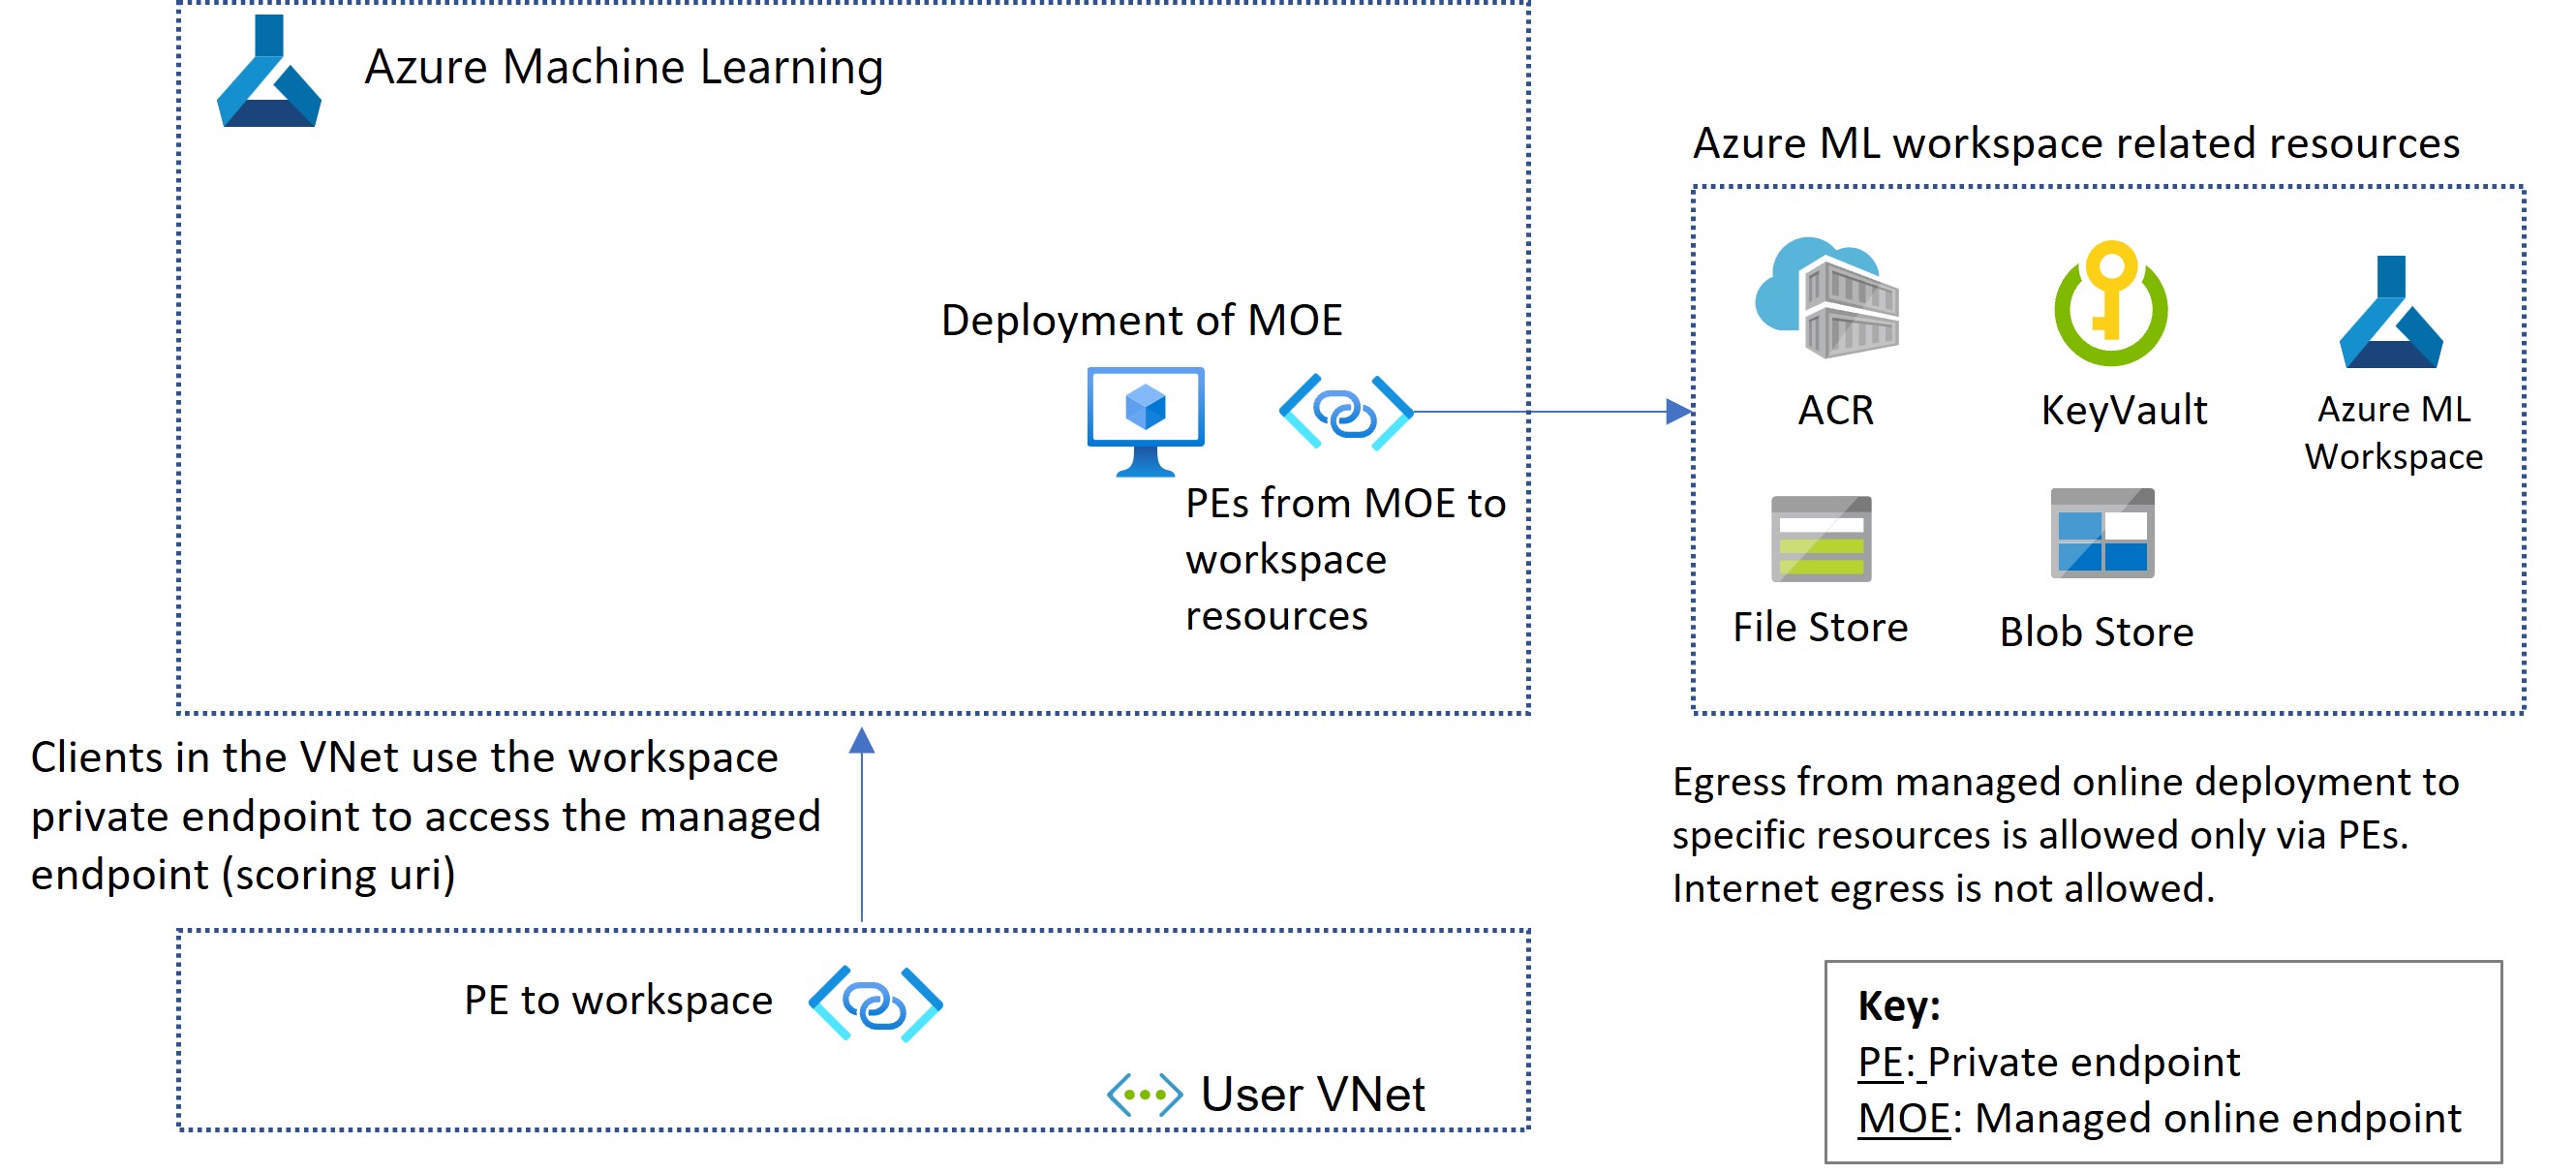 Azure Machine Learning
Deployment of MOE
PEs from MOE to
workspace
resources
Azure ML workspace related resources
ACR
KeyVault
Azure ML
Workspace
File Store
Blob Store
Clients in the VNet use the workspace
private endpoint to access the managed
endpoint (scoring uri)
Egress from managed online deployment to
specific resources is allowed only via PEs.
Internet egress is not allowed.
PE to workspace
User VNet
Key:
PE: Private endpoint
MOE: Managed online endpoint